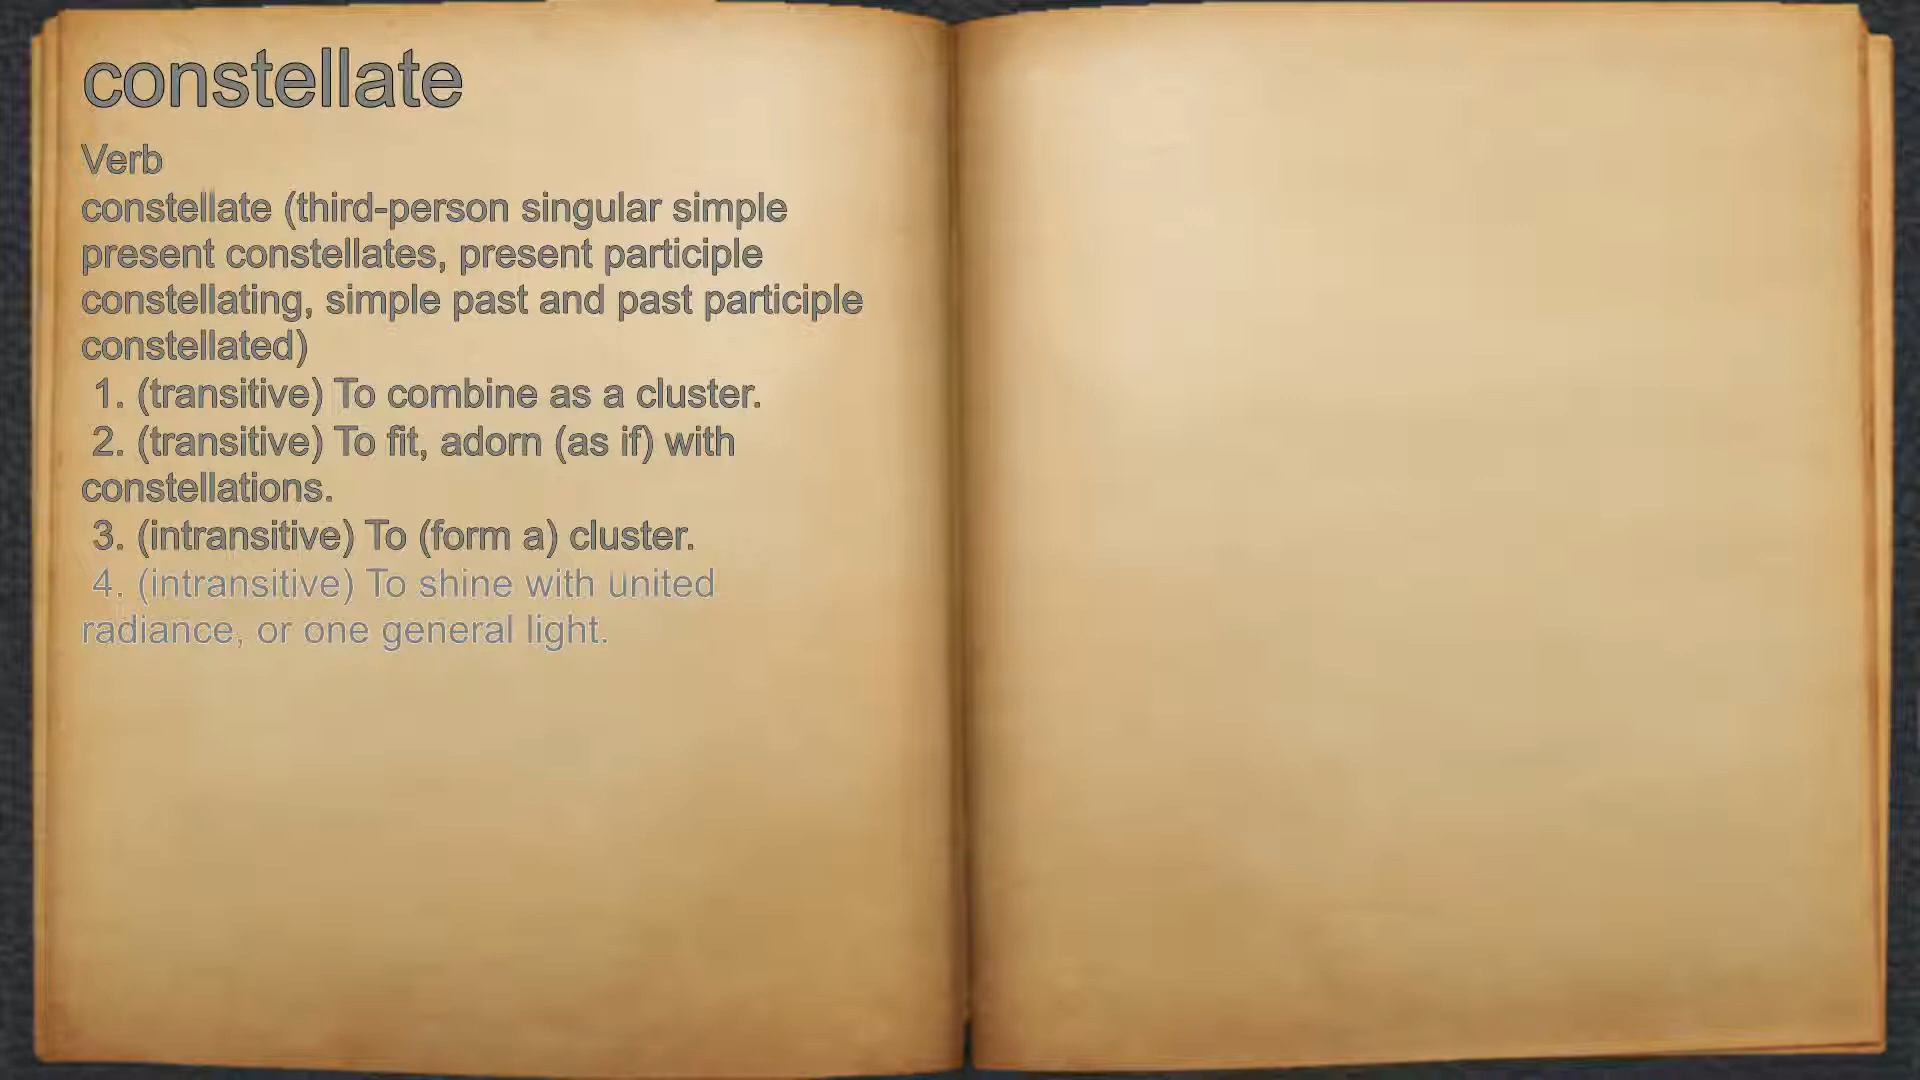 constellate
Verb
constellate (third-person singular simple
present constellates, present participle
constellating, simple past and past participle
constellated)
1. (transitive) To combine as a cluster.
2. (transitive) To fit, adorn (as if) with
constellations.
3. (intransitive) To (form a) cluster.
4. (intransitive) To shine with united
radiance, or one general light.